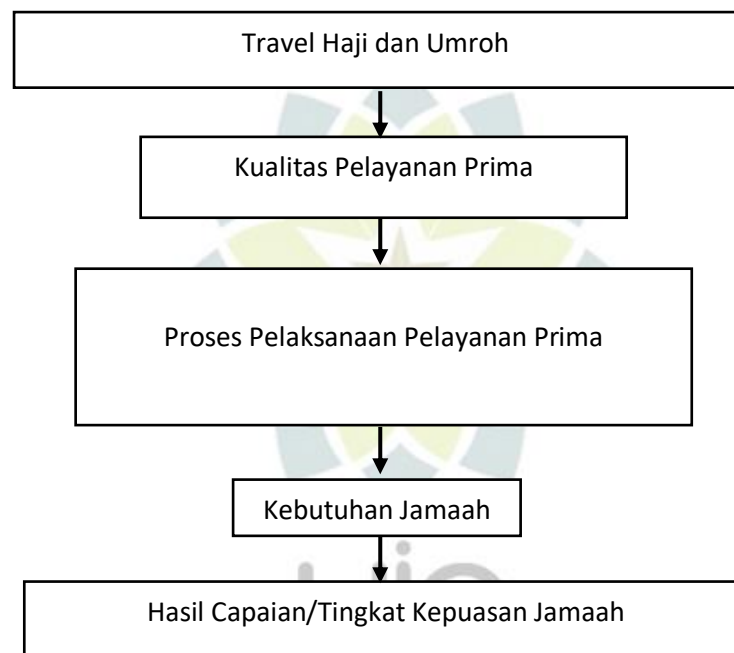 Travel Haji dan Umroh
Kualitas Pelayanan Prima
Proses Pelaksanaan Pelayanan Prima
Kebutuhan Jamaah
Hasil Capaian/Tingkat Kepuasan Jamaah